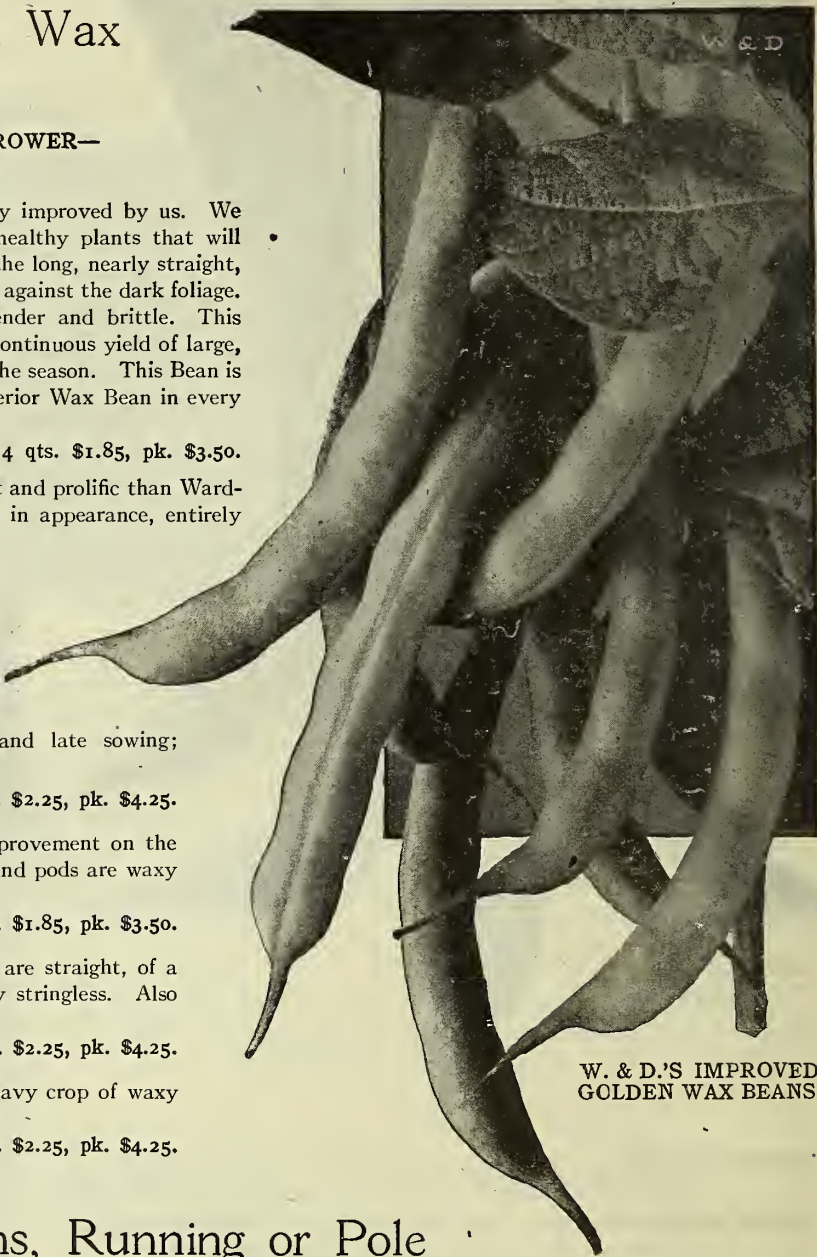 Wax
W & D
ROWER—
y improved by us. We
healthy plants that will
he long, nearly straight,
against the dark foliage.
ender and brittle. This
ontinuous yield of large,
he season. This Bean is
erior Wax Bean in every
4 qts. $1.85, pk. $3.50.
t and prolific than Ward-
in appearance, entirely
and late sowing;
. $2.25, pk. $4.25.
provement on the
nd pods are waxy
. $1.85, pk. $3.50.
are straight, of a
y stringless. Also
. $2.25, pk. $4.25.
eavy crop of waxy
. $2.25, pk. $4.25.
W. & D.'S IMPROVED
GOLDEN WAX BEANS
ns, Running or Pole